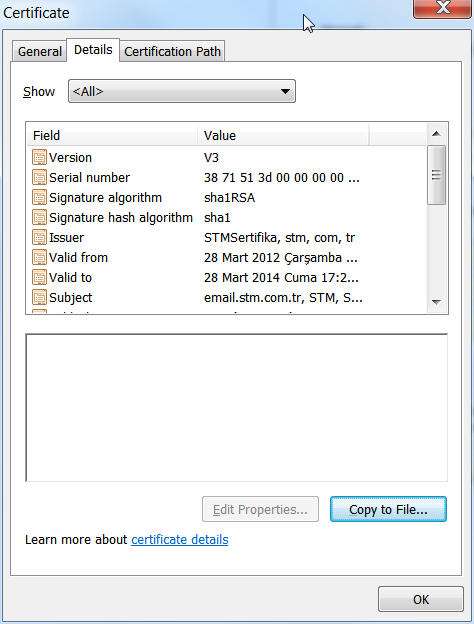 Certificate
General Details Certification Path
Show <All>
Field Value
Version V3
Serial number 38 71 51 3d 00 00 00 00 ...
Signature algorithm sha1RSA
Signature hash algorithm sha1
Issuer STMSertifika, stm, com, tr
Valid from 28 Mart 2012 Çarşamba ...
Valid to 28 Mart 2014 Cuma 17:2...
Subject email.stm.com.tr, STM, S...
Edit Properties... Copy to File...
Learn more about certificate details
OK